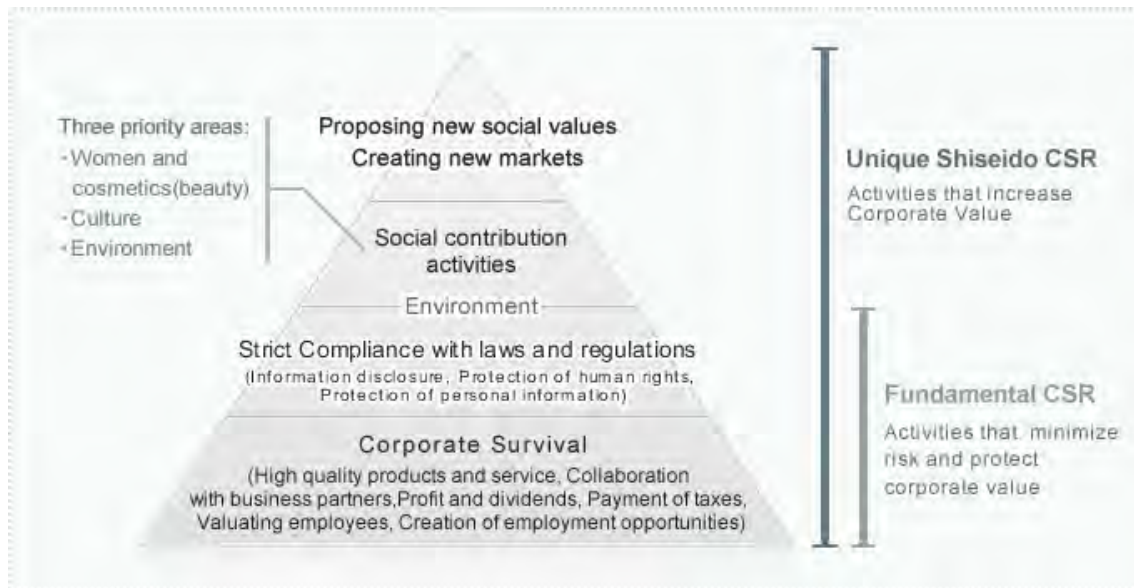 Three priority areas:
・Women and
cosmetics(beauty)
・Culture
・Environment
Proposing new social values
Creating new markets
Social contribution
activities
Environment
Strict Compliance with laws and regulations
(Information disclosure, Protection of human rights,
Protection of personal information)
Corporate Survival
(High quality products and service, Collaboration
with business partners,Profit and dividends, Payment of taxes,
Valuating employees, Creation of employment opportunities)
Unique Shiseido CSR
Activities that increase
Corporate Value
Fundamental CSR
Activities that minimize
risk and protect
corporate value